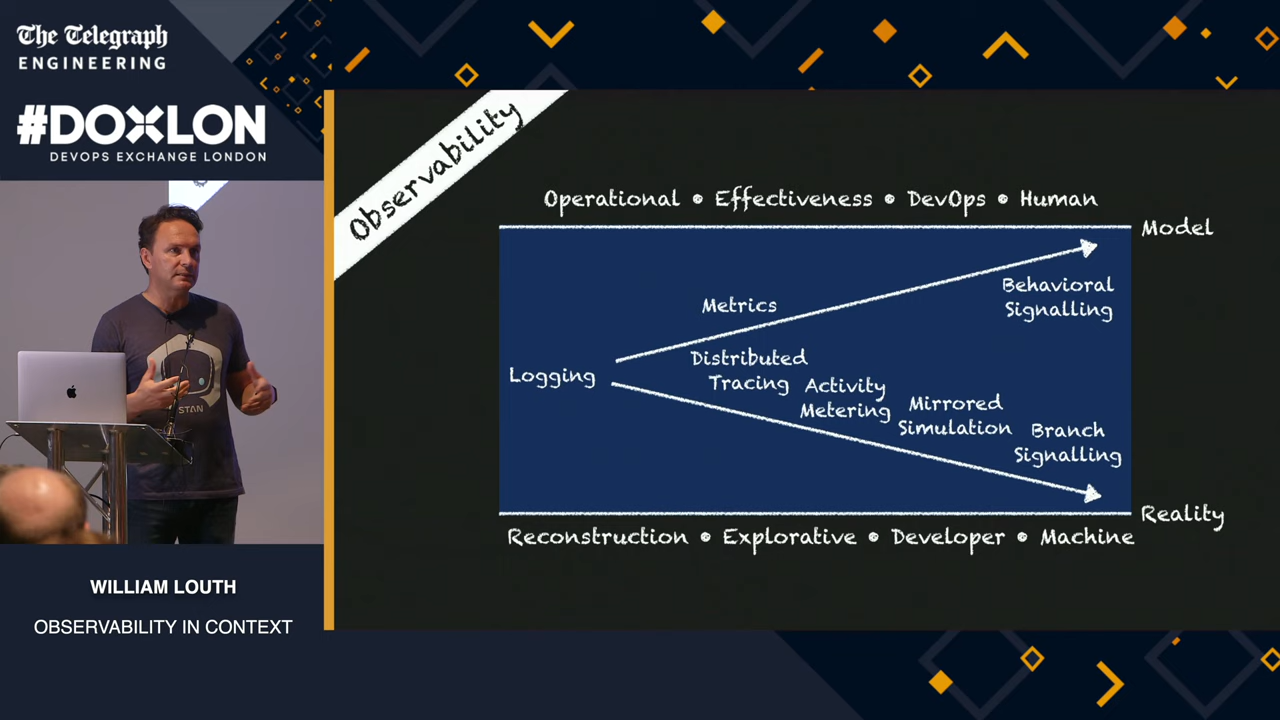 The Telegraph
ENGINEERING
#DOXLON
DEVOPS EXCHANGE LONDON
STAN
WILLIAM LOUTH
OBSERVABILITY IN CONTEXT
Observability
Operational • Effectiveness • DevOps • Human
Model
Behavioral
Signalling
Metrics
Logging
Distributed
Tracing
Activity
Metering
Mirrored
Simulation
Branch
Signalling
Reality
Reconstruction • Explorative • Developer • Machine